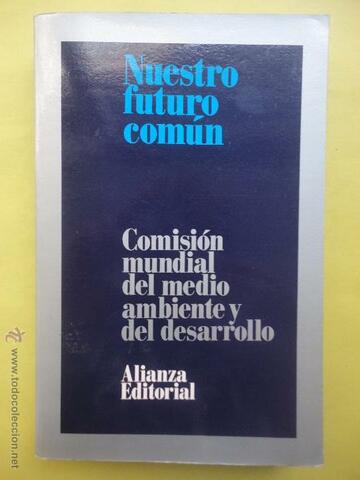 Nuestro
futuro
común
Comisión
mundial
del medio
ambiente y
del desarrollo
Alianza
Editorial
www.todocoleccion.net